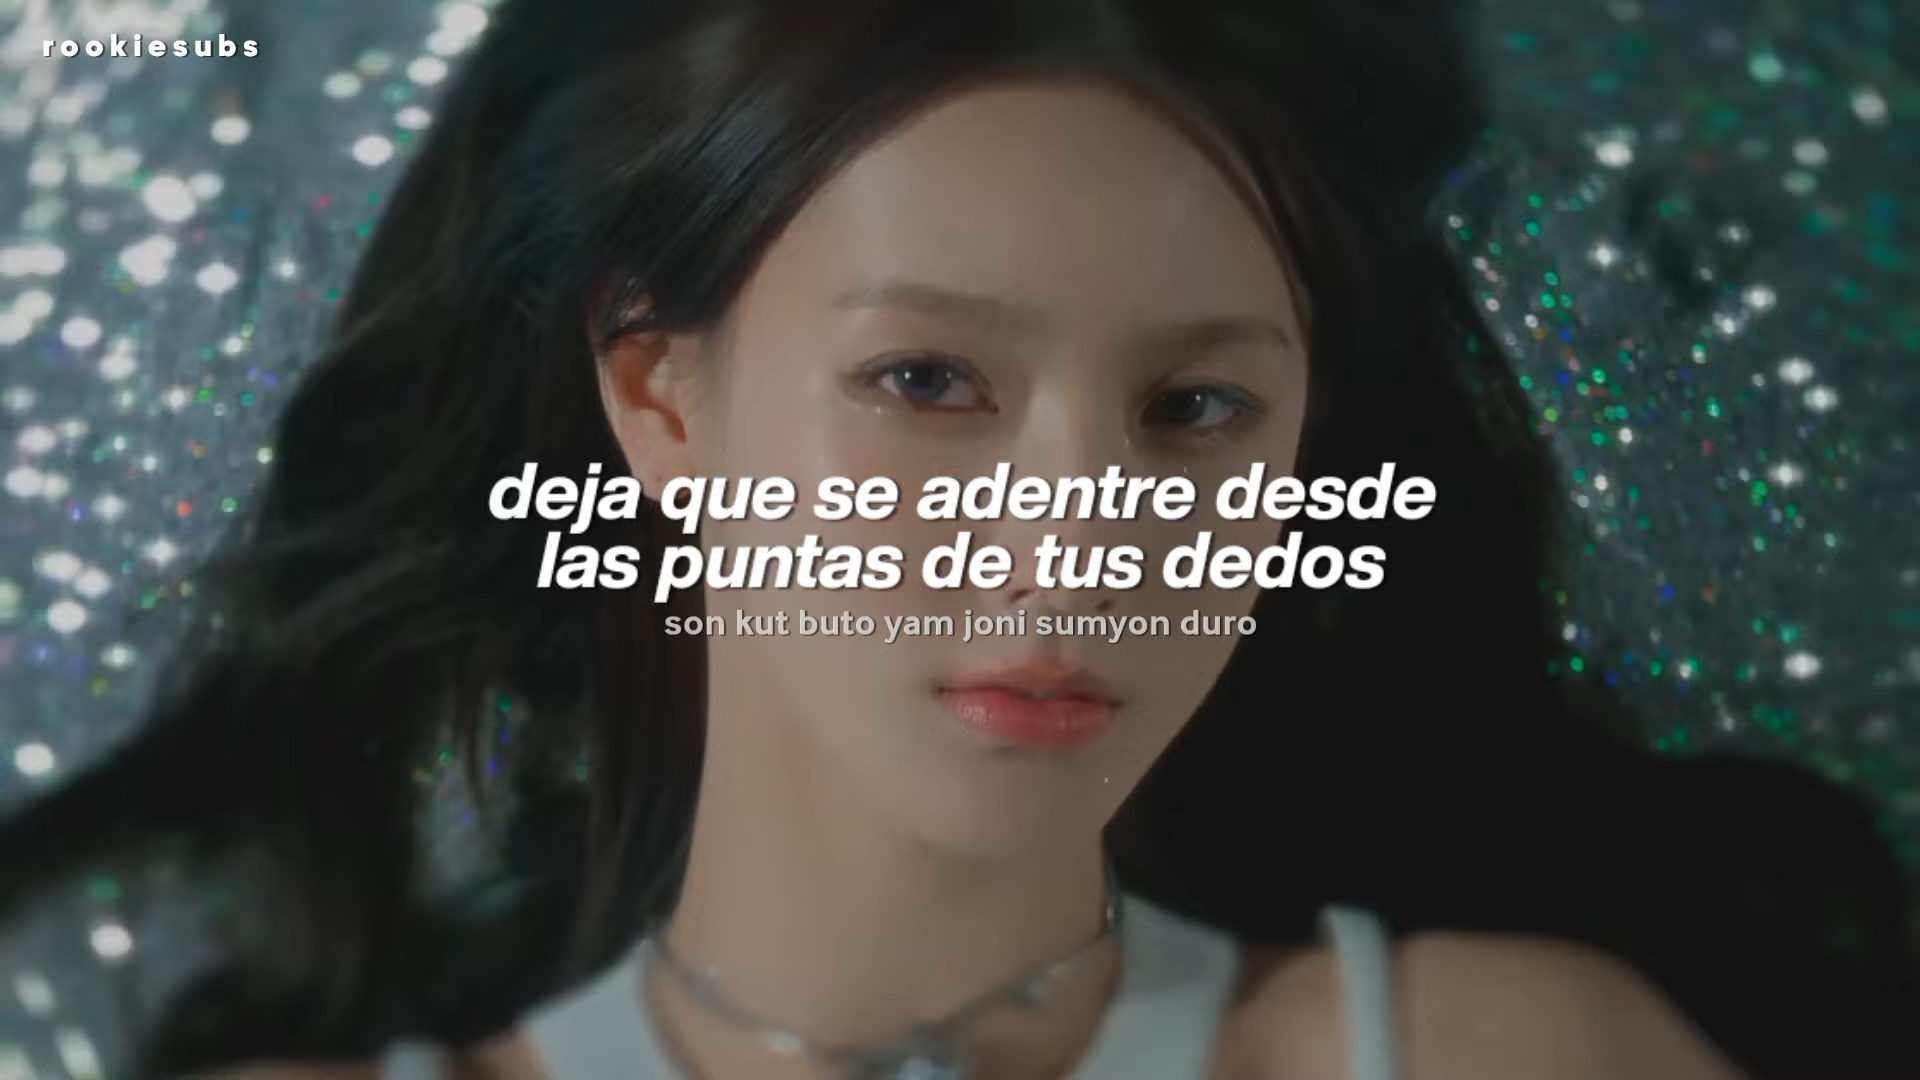 rookiesubs
deja que se adentre desde
las puntas de tus dedos
son kut buto yam joni sumyon duro